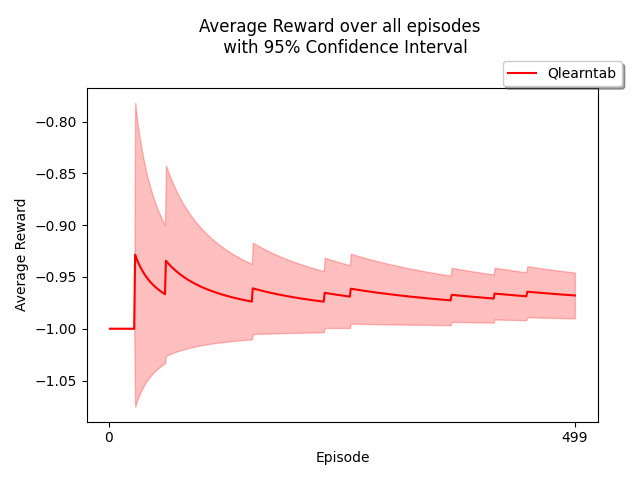 Average Reward over all episodes
with 95% Confidence Interval
Qlearntab
−0.80
−0.85
−0.90
−0.95
−1.00
−1.05
Average Reward
0
499
Episode